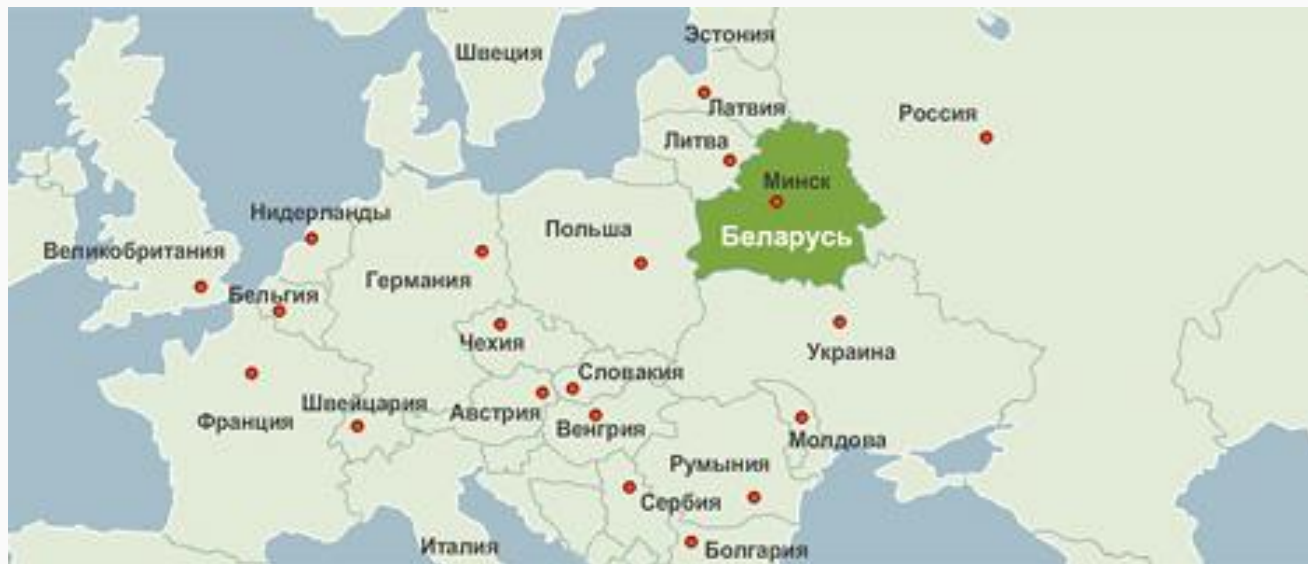 Эстония
Швеция
Латвия
Россия
Литва
Минск
Нидерланды
Польша
Беларусь
Великобритания
Германия
Бельгия
Чехия
Украина
Словакия
Швейцария
Австрия
Франция
Венгрия
Молдова
Румыния
Сербия
Италия
Болгария